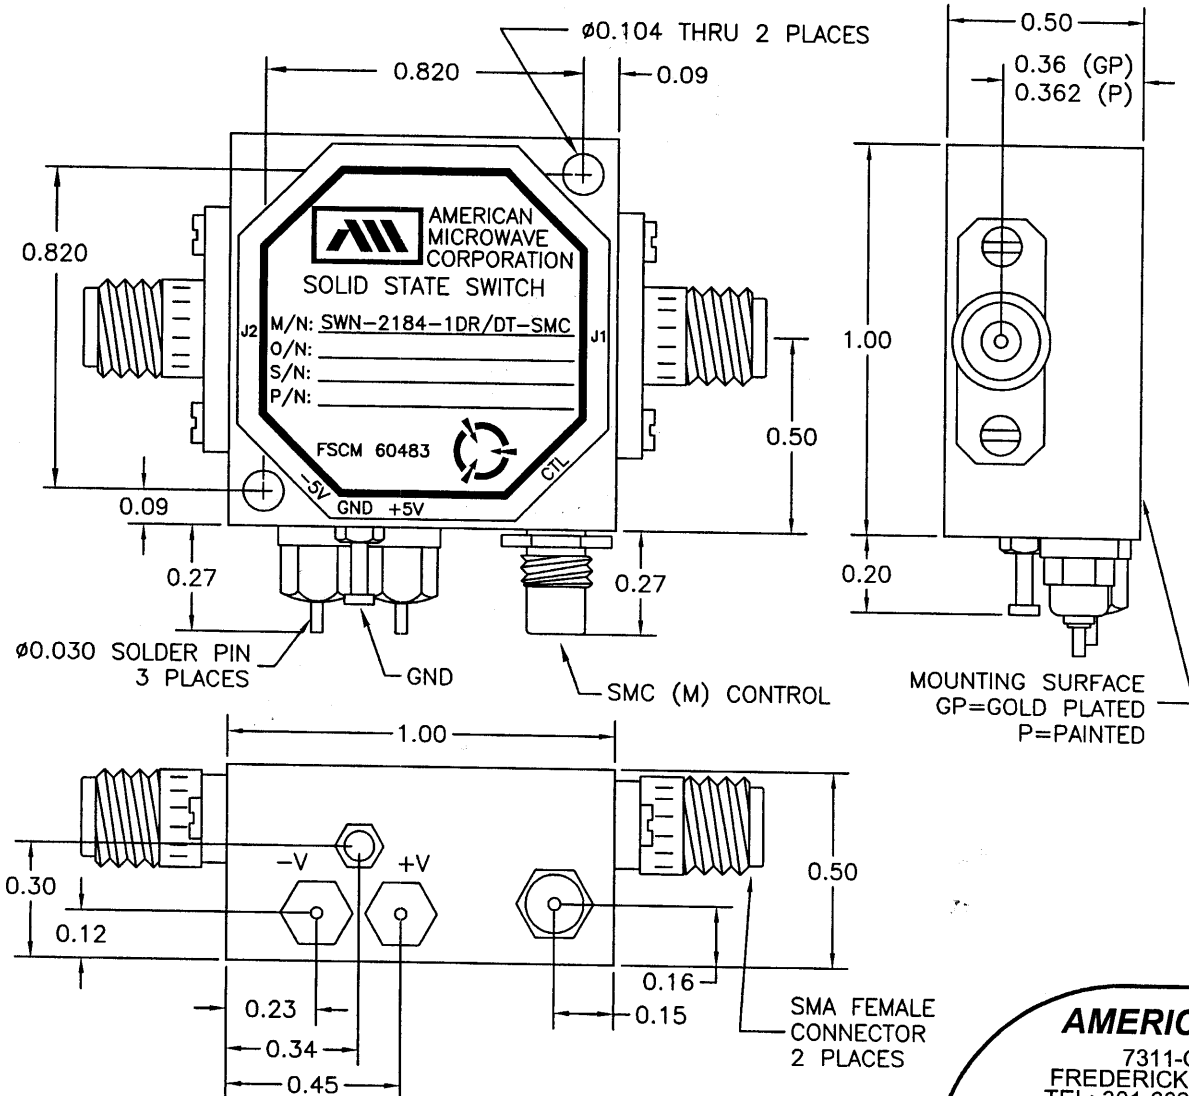 ø0.104 THRU 2 PLACES
0.820
0.09
0.50
0.36 (GP)
0.362 (P)
0.820
AMERICAN
MICROWAVE
CORPORATION
SOLID STATE SWITCH
J2
M/N: SWN-2184-1DR/DT-SMC
J1
O/N:
S/N:
P/N:
FSCM 60483
-5V
GND +5V
CTL
1.00
0.50
0.09
0.27
0.27
0.20
ø0.030 SOLDER PIN
3 PLACES
GND
SMC (M) CONTROL
MOUNTING SURFACE
GP=GOLD PLATED
P=PAINTED
1.00
-V
+V
0.30
0.12
0.50
0.16
0.15
0.23
0.34
0.45
SMA FEMALE
CONNECTOR
2 PLACES
AMERIC
7311-
FREDERICK